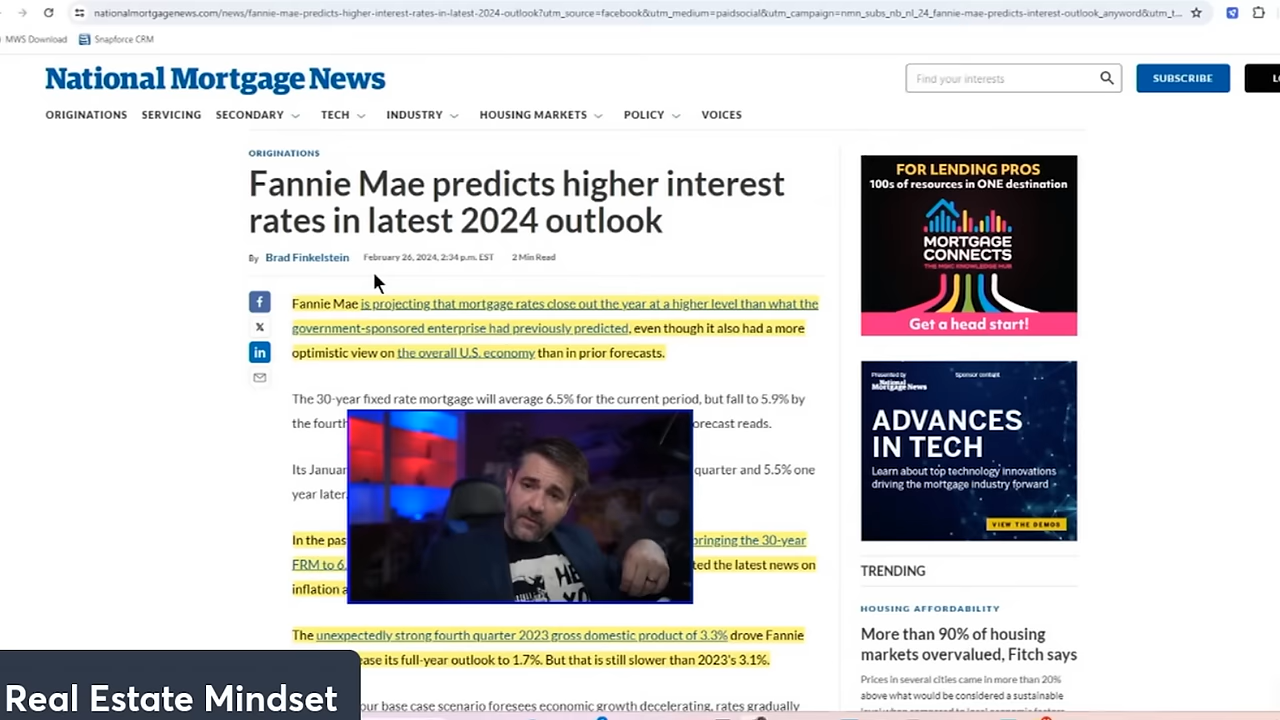 nationalmortgagenews.com/news/fannie-mae-predicts-higher-interest-rates-in-latest-2024-outlook?utm_source=facebook&utm_medium=paidsocial&utm_campaign=nmn_subs_nb_nl_24_fannie-mae-predicts-interest-outlook_anyword&utm_t...
MWS Download Snapforce CRM
National Mortgage News
Find your interests
SUBSCRIBE
ORIGINATIONS SERVICING SECONDARY TECH INDUSTRY HOUSING MARKETS POLICY VOICES
ORIGINATIONS
Fannie Mae predicts higher interest
rates in latest 2024 outlook
By Brad Finkelstein February 26, 2024, 2:34 p.m. EST 2 Min Read
Fannie Mae is projecting that mortgage rates close out the year at a higher level than what the
government-sponsored enterprise had previously predicted, even though it also had a more
optimistic view on the overall U.S. economy than in prior forecasts.
The 30-year fixed rate mortgage will average 6.5% for the current period, but fall to 5.9% by
the fourth orecast reads.
Its Januar quarter and 5.5% one
year later.
In the pas bringing the 30-year
FRM to 6. ted the latest news on
inflation a
The unexpectedly strong fourth quarter 2023 gross domestic product of 3.3% drove Fannie
ase its full-year outlook to 1.7%. But that is still slower than 2023's 3.1%.
our base case scenario foresees economic growth decelerating, rates gradually
FOR LENDING PROS
100s of resources in ONE destination
MORTGAGE
CONNECTS
Get a head start!
Presented by
National
Mortgage News
Sponsor content
ADVANCES
IN TECH
Learn about top technology innovations
driving the mortgage industry forward
VIEW THE DEMOS
TRENDING
HOUSING AFFORDABILITY
More than 90% of housing
markets overvalued, Fitch says
Prices in several cities came in more than 20%
above what would be considered a sustainable
Real Estate Mindset